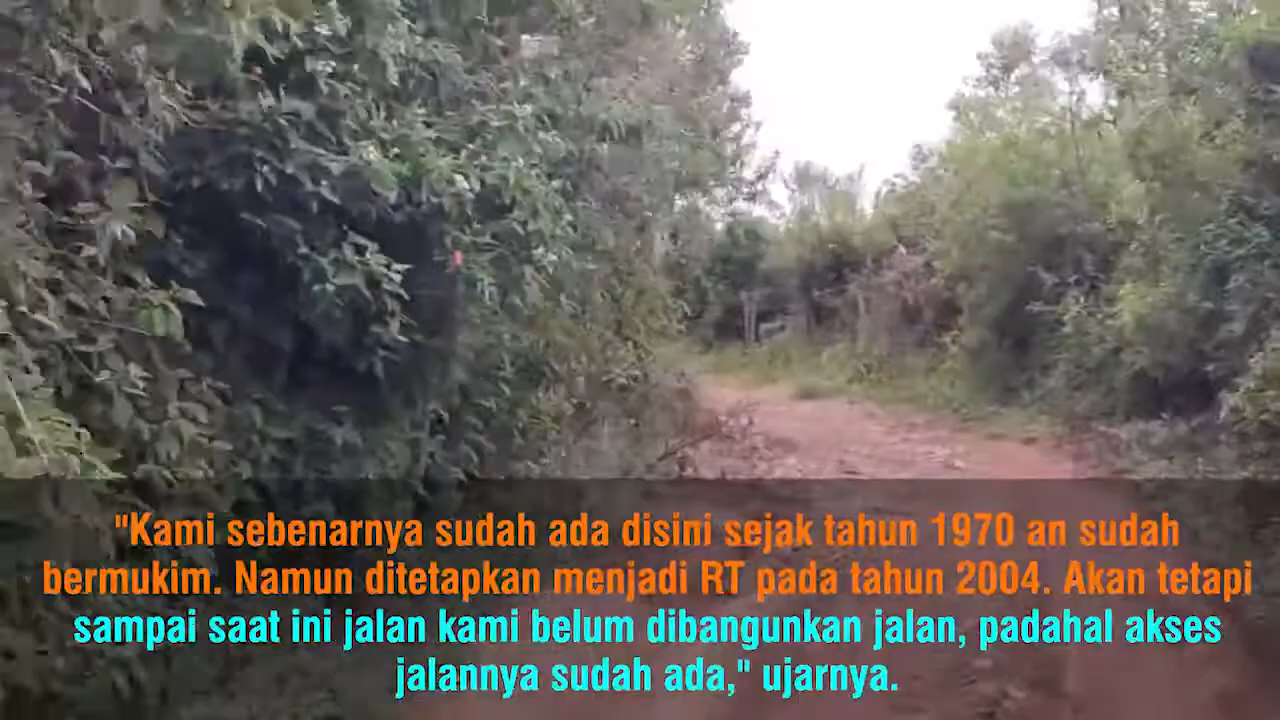 "Kami sebenarnya sudah ada disini sejak tahun 1970 an sudah
bermukim. Namun ditetapkan menjadi RT pada tahun 2004. Akan tetapi
sampai saat ini jalan kami belum dibangunkan jalan, padahal akses
jalannya sudah ada," ujarnya.